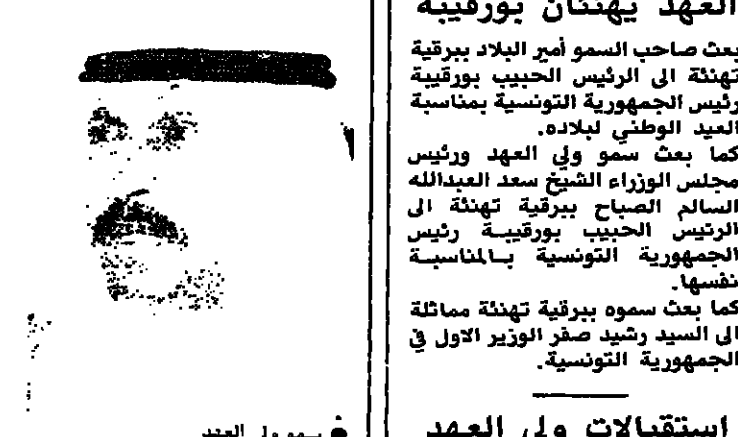 العهد يهنئان بورقيبة
بعث صاحب السمو أمير البلاد ببرقية
تهنئة الى الرئيس الحبيب بورقيبة
رئيس الجمهورية التونسية بمناسبة
العيد الوطني لبلاده.
كما بعث سمو ولي العهد ورئيس
مجلس الوزراء الشيخ سعد العبدالله
السالم الصباح ببرقية تهنئة الى
الرئيس الحبيب بورقيبة رئيس
الجمهورية التونسية بالمناسبة
نفسها.
كما بعث سموه ببرقية تهنئة مماثلة
الى السيد رشيد صفر الوزير الاول في
الجمهورية التونسية.
استقبالات ولي العهد
● سمو ولي العهد